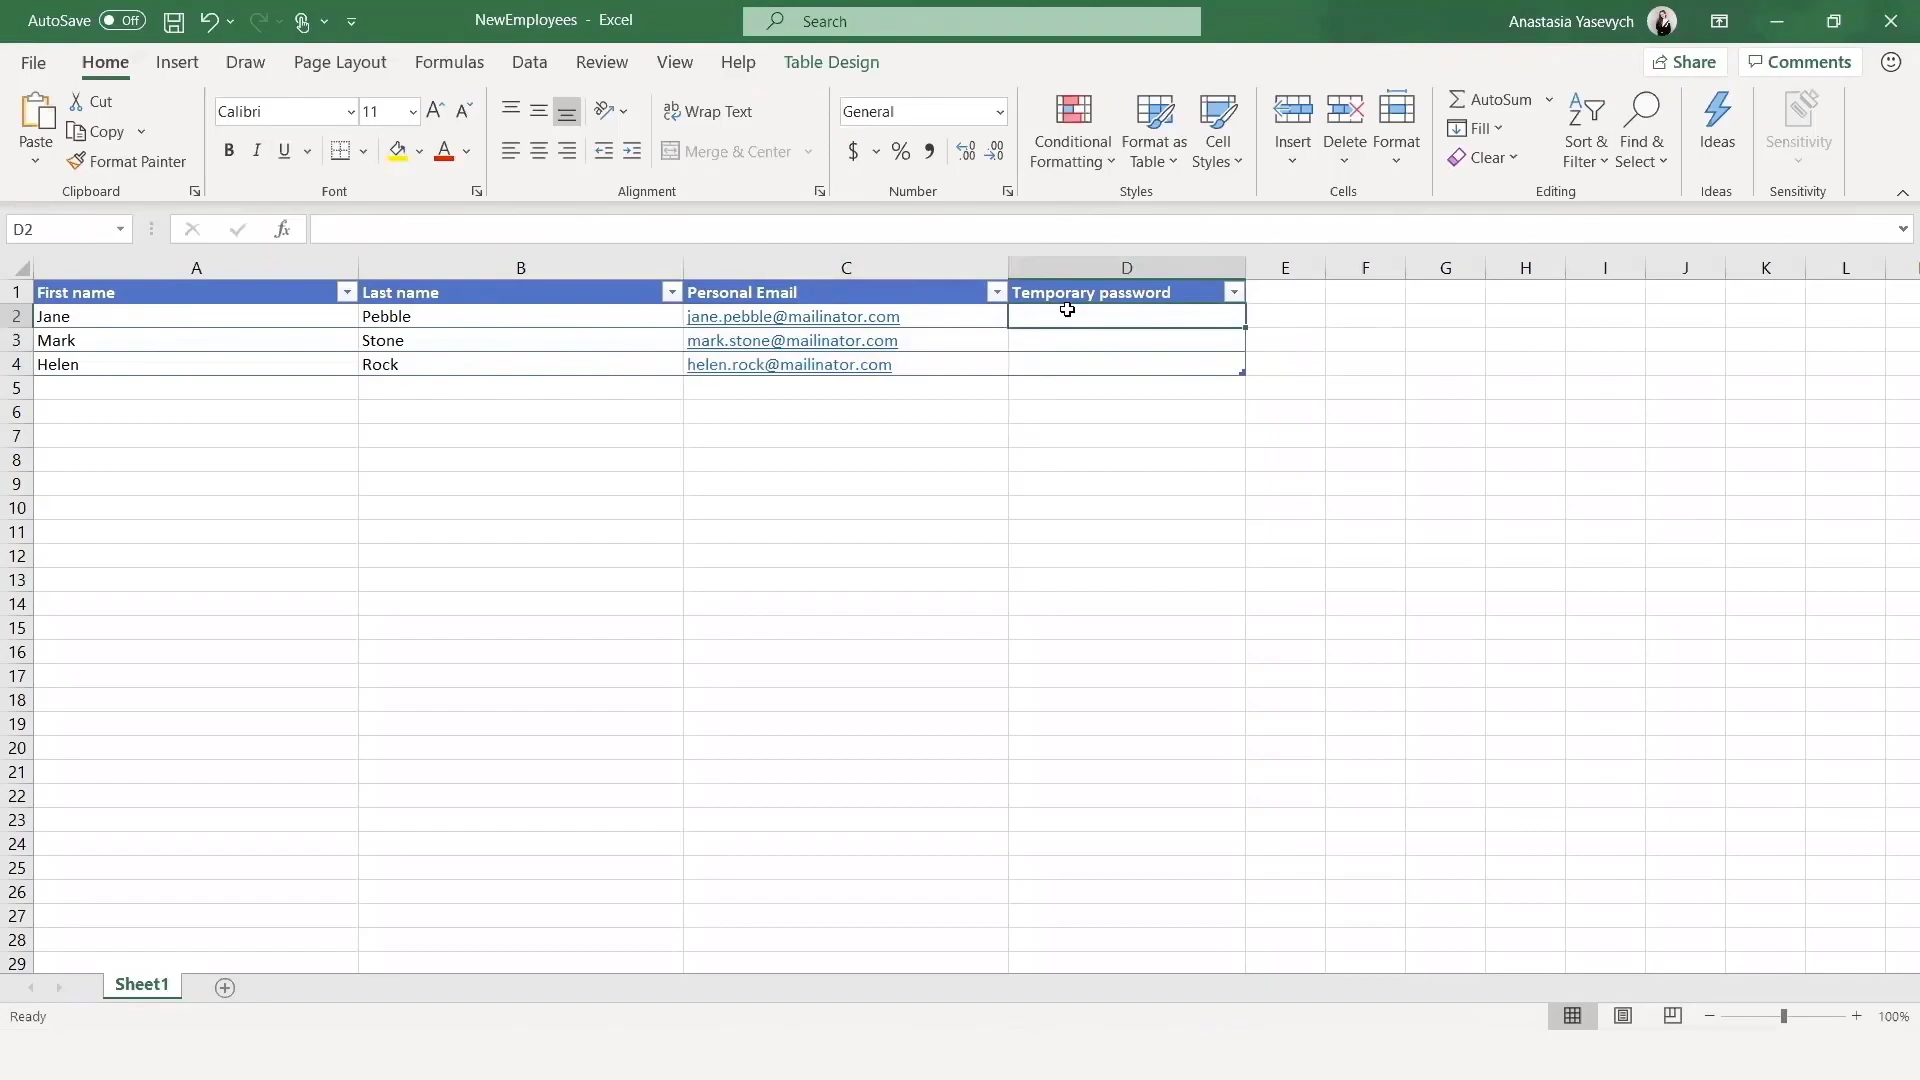 AutoSave Off NewEmployees - Excel Search Anastasia Yasevych
File Home Insert Draw Page Layout Formulas Data Review View Help Table Design Share Comments
Paste Cut Copy Format Painter Clipboard
Calibri 11 B I U A Font
ab Wrap Text Merge & Center Alignment
General $ % Number
Conditional Formatting Format as Table Cell Styles Styles
Insert Delete Format Cells
AutoSum Fill Clear Sort & Filter Find & Select Editing
Ideas Ideas
Sensitivity Sensitivity
D2 fx
A B C D E F G H I J K L
1 First name Last name Personal Email Temporary password
2 Jane Pebble jane.pebble@mailinator.com
3 Mark Stone mark.stone@mailinator.com
4 Helen Rock helen.rock@mailinator.com
5
6
7
8
9
10
11
12
13
14
15
16
17
18
19
20
21
22
23
24
25
26
27
28
29
Sheet1
Ready 100%